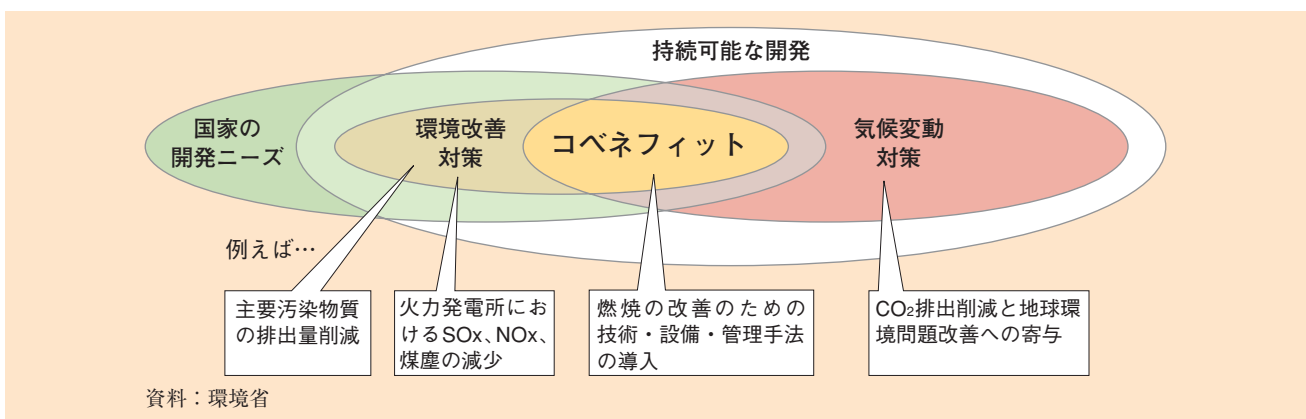 持続可能な開発
国家の
開発ニーズ
環境改善
対策
コベネフィット
気候変動
対策
例えば…
主要汚染物質
の排出量削減
火力発電所にお
けるSOx、NOx、
煤塵の減少
燃焼の改善のための
技術・設備・管理手法
の導入
CO₂排出削減と地球環
境問題改善への寄与
資料：環境省